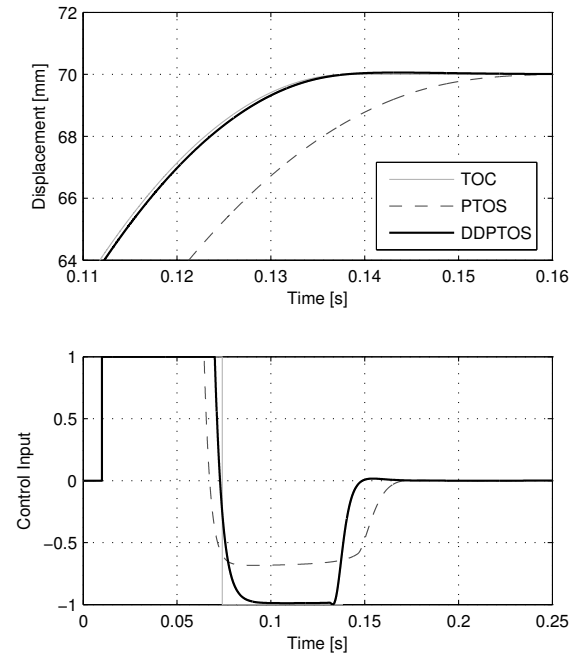 72
70
68
66
64
Displacement [mm]
TOC
PTOS
DDPTOS
0.11 0.12 0.13 0.14 0.15 0.16
Time [s]
1
0.5
0
−0.5
−1
Control Input
0 0.05 0.1 0.15 0.2 0.25
Time [s]